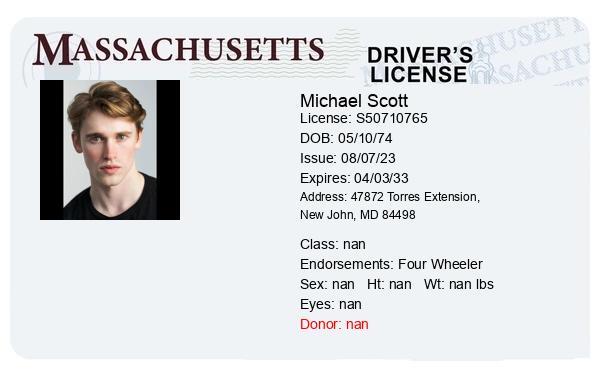 MASSACHUSETTS
DRIVER'S
LICENSE
Michael Scott
License: S50710765
DOB: 05/10/74
Issue: 08/07/23
Expires: 04/03/33
Address: 47872 Torres Extension,
New John, MD 84498
Class: nan
Endorsements: Four Wheeler
Sex: nan Ht: nan Wt: nan lbs
Eyes: nan
Donor: nan